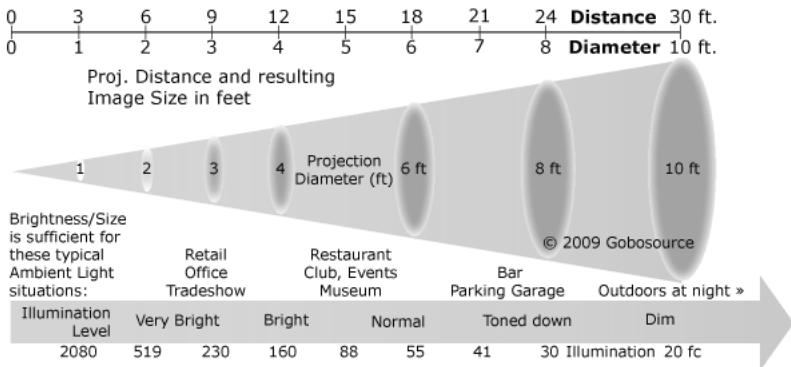 0 3 6 9 12 15 18 21 24 Distance 30 ft.
0 1 2 3 4 5 6 7 8 Diameter 10 ft.
Proj. Distance and resulting
Image Size in feet
1 2 3 4 Projection Diameter (ft) 6 ft 8 ft 10 ft
© 2009 Gobosource
Brightness/Size
is sufficient for
these typical
Ambient Light
situations:
Retail
Office
Tradeshow
Restaurant
Club, Events
Museum
Bar
Parking Garage
Outdoors at night »
Illumination
Level
Very Bright Bright Normal Toned down Dim
2080 519 230 160 88 55 41 30 Illumination 20 fc